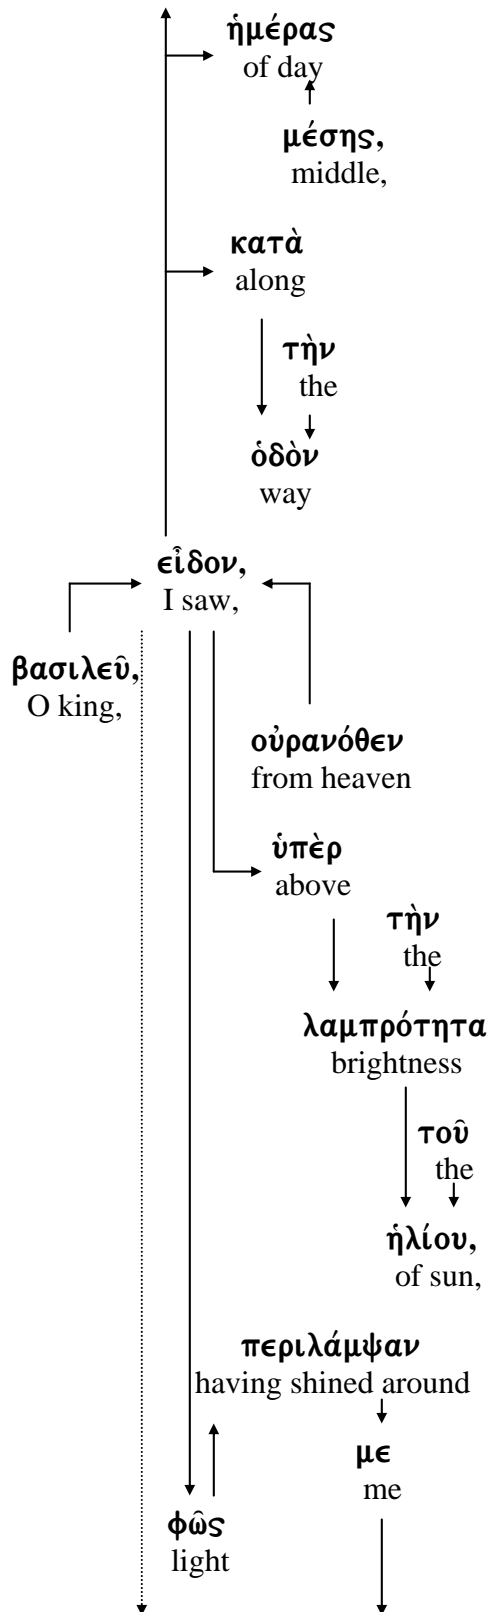 ἡμέρας
of day
μέσης,
middle,
κατὰ
along
τὴν
the
ὁδὸν
way
εἶδον,
I saw,
βασιλεῦ,
O king,
οὐρανόθεν
from heaven
ὑπὲρ
above
τὴν
the
λαμπρότητα
brightness
τοῦ
the
ἡλίου,
of sun,
περιλάμψαν
having shined around
με
me
φῶς
light